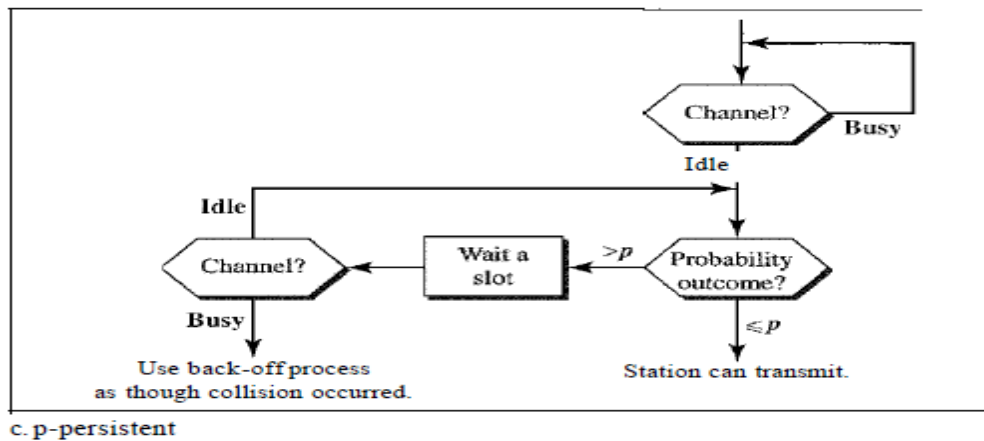 Channel?
Busy
Idle
Idle
Channel?
Wait a
slot
>p
Probability
outcome?
Busy
≤p
Use back-off process
as though collision occurred.
Station can transmit.
c. p-persistent